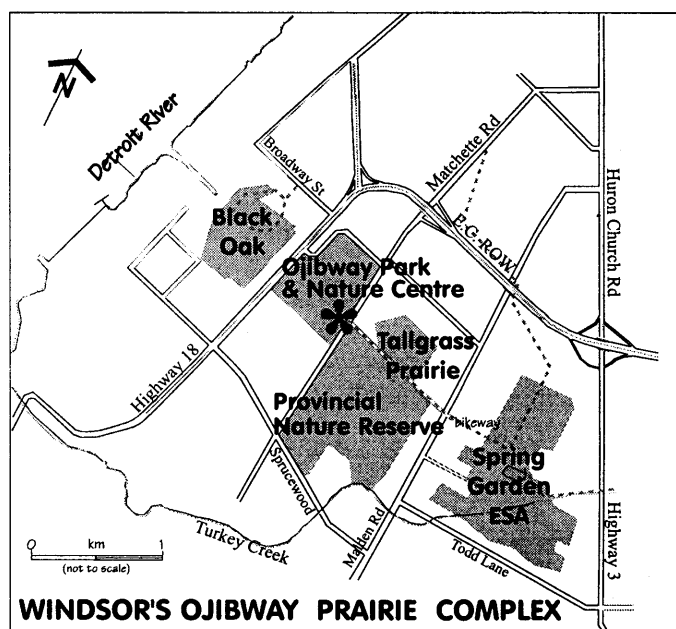 N
Detroit River
Broadway St.
Matchette Rd
Huron Church Rd
Black
Oak
E.C. ROW
Ojibway Park
& Nature Centre
Tallgrass
Prairie
Highway 18
Provincial
Nature Reserve
bikeway
Spring
Garden
ESA
Sprucewood
Malden Rd
Highway 3
Turkey Creek
Todd Lane
0 km 1
(not to scale)
WINDSOR'S OJIBWAY PRAIRIE COMPLEX